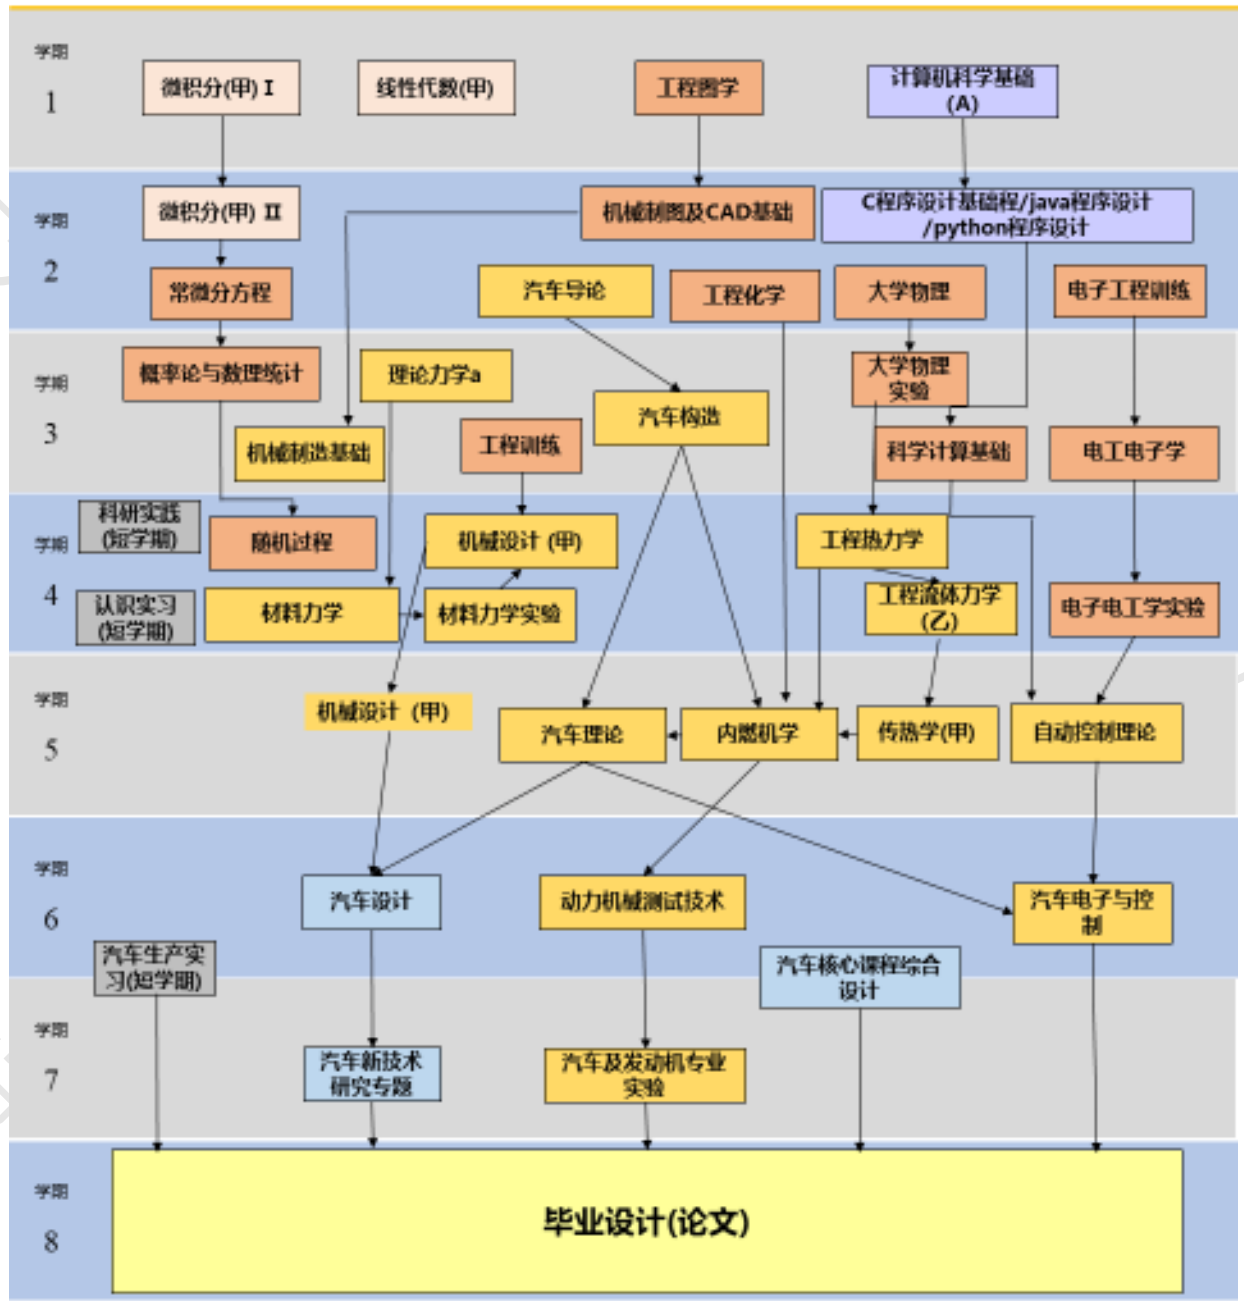 学期
1
微积分(甲) I
线性代数(甲)
工程图学
计算机科学基础
(A)
学期
2
微积分(甲) II
机械制图及CAD基础
C程序设计基础程/java程序设计
/python程序设计
常微分方程
汽车导论
工程化学
大学物理
电子工程训练
学期
3
概率论与数理统计
理论力学a
大学物理
实验
汽车构造
机械制造基础
工程训练
科学计算基础
电工电子学
学期
4
科研实践
(短学期)
随机过程
机械设计 (甲)
工程热力学
认识实习
(短学期)
材料力学
材料力学实验
工程流体力学
(乙)
电子电工学实验
学期
5
机械设计（甲）
汽车理论
内燃机学
传热学(甲)
自动控制理论
学期
6
汽车设计
动力机械测试技术
汽车电子与控
制
汽车生产实
习(短学期)
汽车核心课程综合
设计
学期
7
汽车新技术
研究专题
汽车及发动机专业
实验
学期
8
毕业设计(论文)